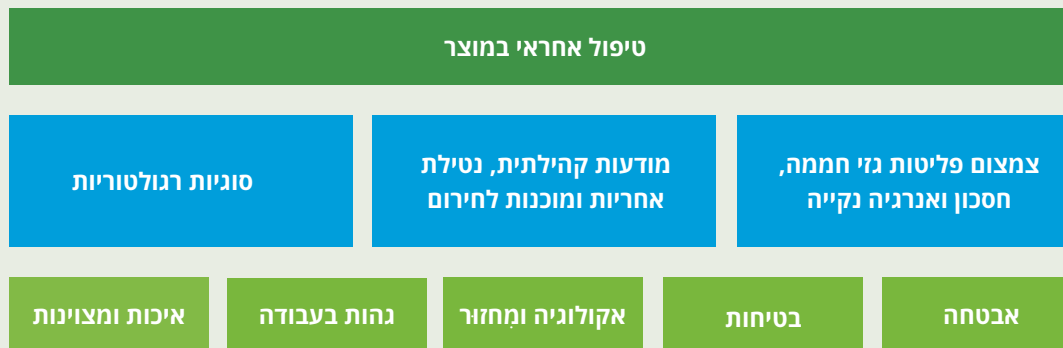 טיפול אחראי במוצר
צמצום פליטות גזי חממה,
חסכון ואנרגיה נקייה
מודעות קהילתית, נטילת
אחריות ומוכנות לחירום
סוגיות רגולטוריות
אבטחה
בטיחות
אקולוגיה ומִחזוּר
גהות בעבודה
איכות ומצוינות